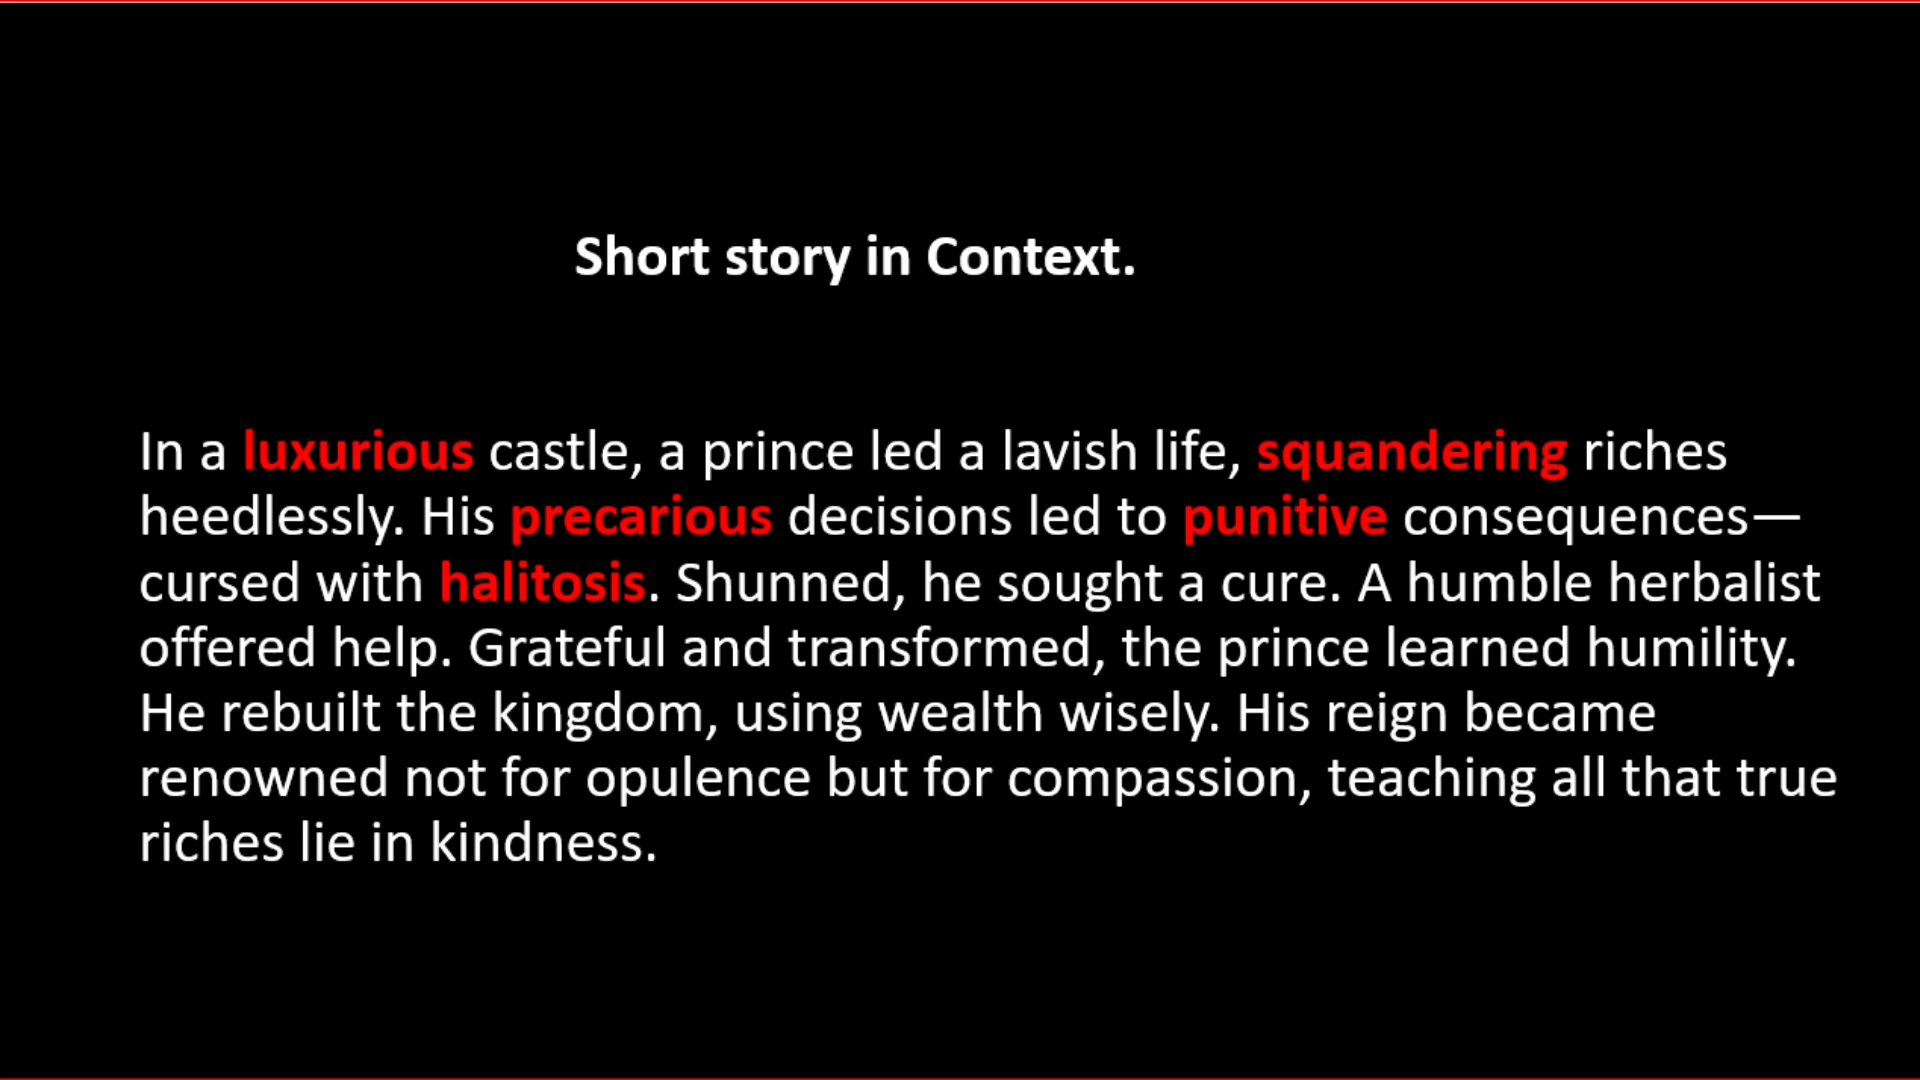 Short story in Context.
In a luxurious castle, a prince led a lavish life, squandering riches
heedlessly. His precarious decisions led to punitive consequences—
cursed with halitosis. Shunned, he sought a cure. A humble herbalist
offered help. Grateful and transformed, the prince learned humility.
He rebuilt the kingdom, using wealth wisely. His reign became
renowned not for opulence but for compassion, teaching all that true
riches lie in kindness.